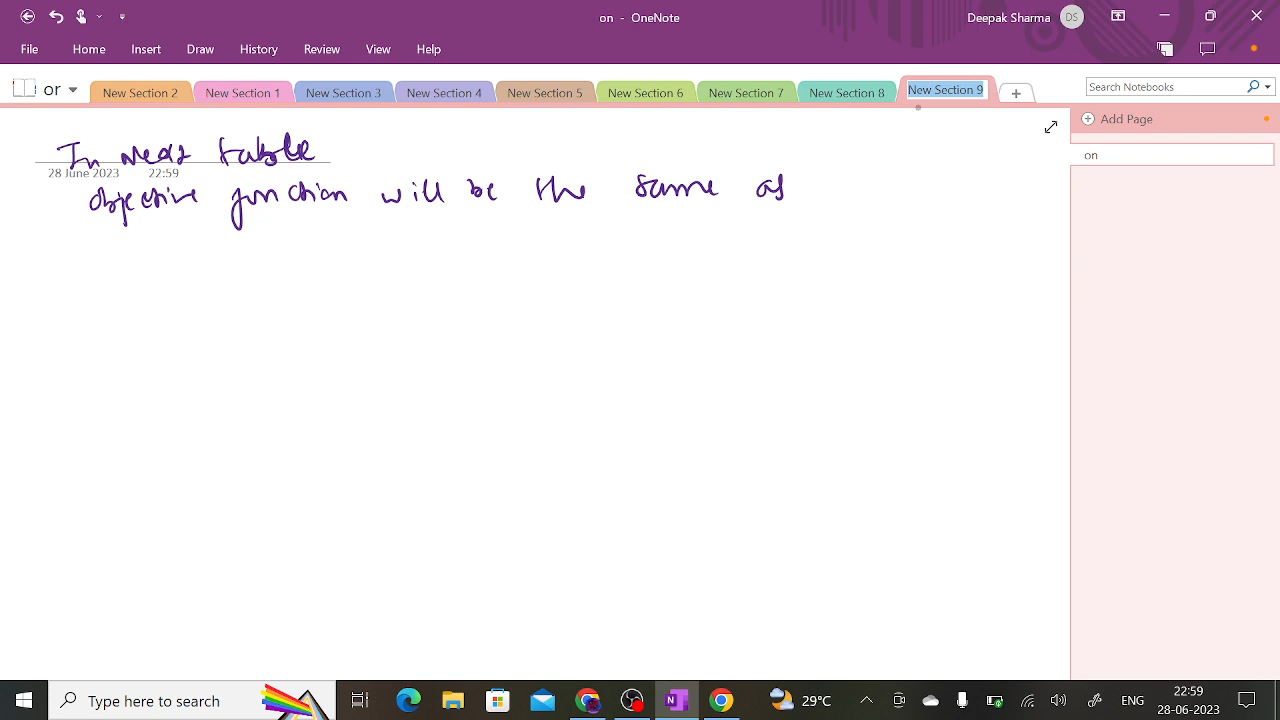 on - OneNote
Deepak Sharma DS
File Home Insert Draw History Review View Help
or New Section 2 New Section 1 New Section 3 New Section 4 New Section 5 New Section 6 New Section 7 New Section 8 New Section 9 Search Notebooks
Add Page
on
In next table
28 June 2023 22:59
objective function will be the same as
Type here to search
29°C ENG 22:59
28-06-2023